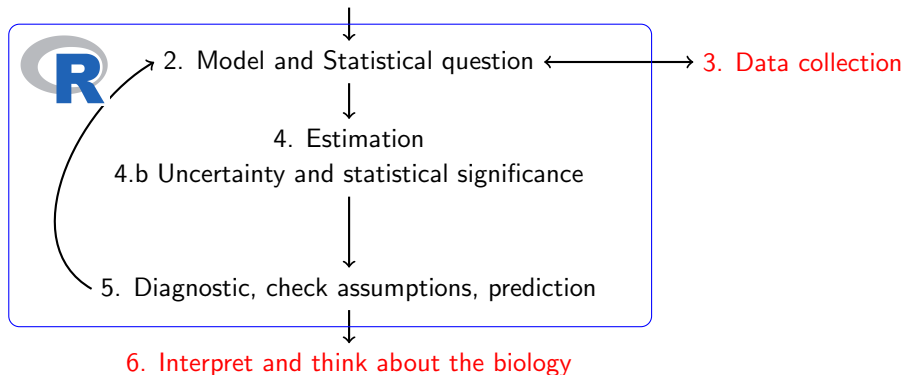 R
2. Model and Statistical question
3. Data collection
4. Estimation
4.b Uncertainty and statistical significance
5. Diagnostic, check assumptions, prediction
6. Interpret and think about the biology